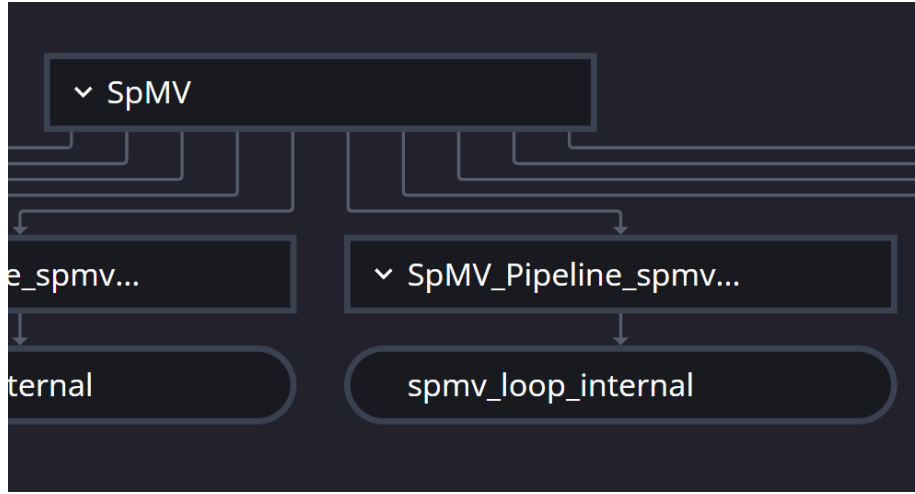 SpMV
e_spmv...
SpMV_Pipeline_spmv...
ternal
spmv_loop_internal